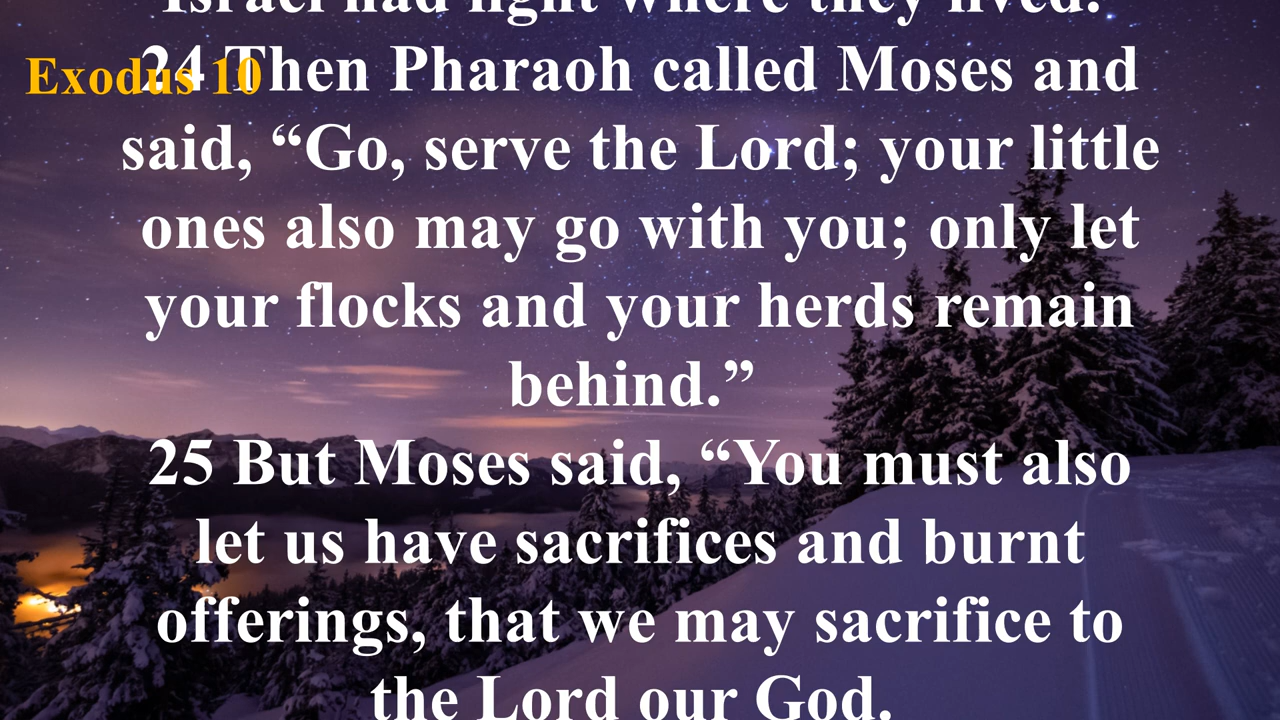 Israel had light where they lived.
Exodus 10
24 Then Pharaoh called Moses and
said, “Go, serve the Lord; your little
ones also may go with you; only let
your flocks and your herds remain
behind.”
25 But Moses said, “You must also
let us have sacrifices and burnt
offerings, that we may sacrifice to
the Lord our God.